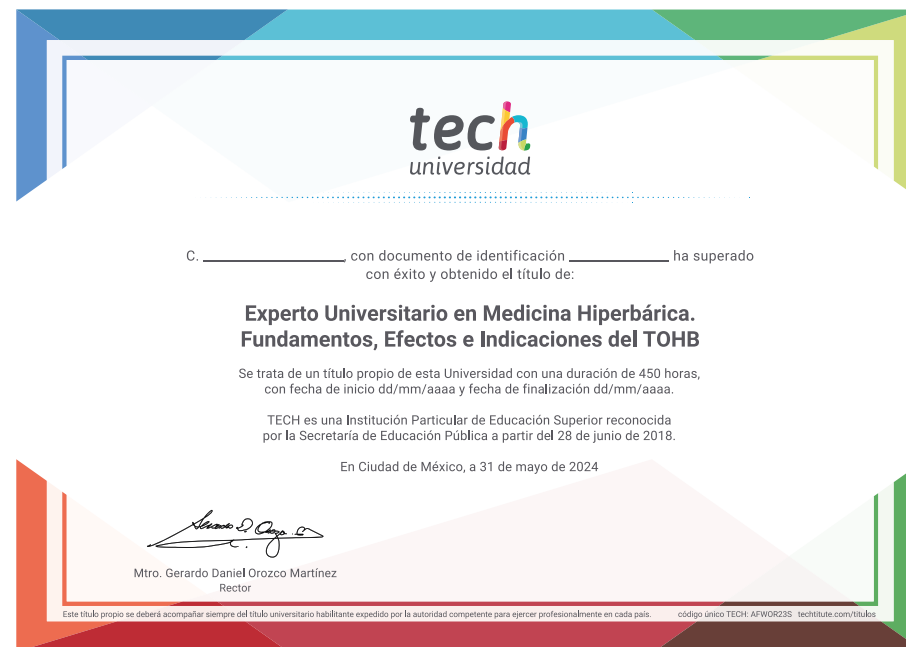 tech
universidad
C. ____________, con documento de identificación ____________ ha superado
con éxito y obtenido el título de:
Experto Universitario en Medicina Hiperbárica.
Fundamentos, Efectos e Indicaciones del TOHB
Se trata de un título propio de esta Universidad con una duración de 450 horas,
con fecha de inicio dd/mm/aaaa y fecha de finalización dd/mm/aaaa.
TECH es una Institución Particular de Educación Superior reconocida
por la Secretaría de Educación Pública a partir del 28 de junio de 2018.
En Ciudad de México, a 31 de mayo de 2024
Mtro. Gerardo Daniel Orozco Martínez
Rector
Este título propio se deberá acompañar siempre del título universitario habilitante expedido por la autoridad competente para ejercer profesionalmente en cada país. código único TECH: AFWOR23S techtitute.com/titulos